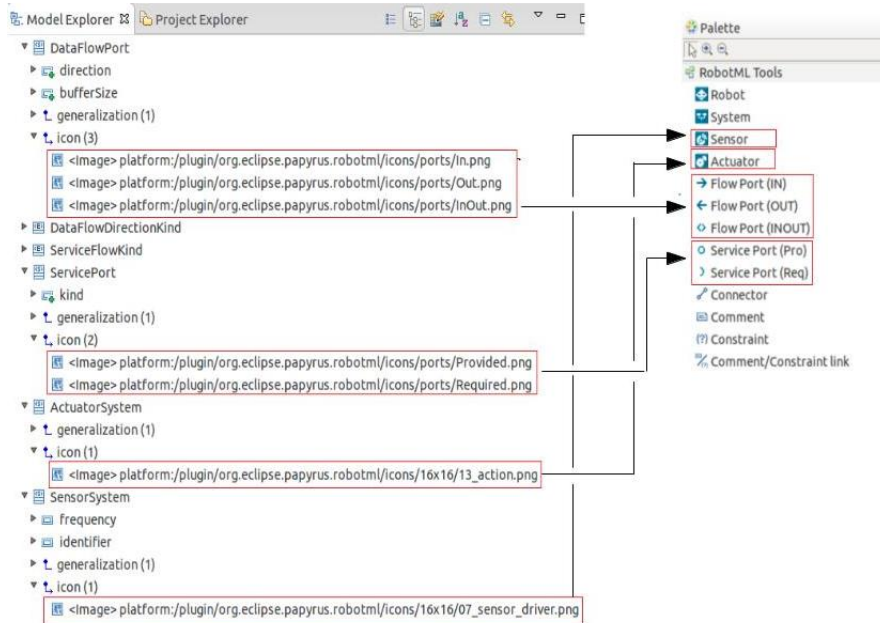 Model Explorer
Project Explorer
DataFlowPort
direction
bufferSize
generalization (1)
icon (3)
<Image> platform:/plugin/org.eclipse.papyrus.robotml/icons/ports/In.png
<Image> platform:/plugin/org.eclipse.papyrus.robotml/icons/ports/Out.png
<Image> platform:/plugin/org.eclipse.papyrus.robotml/icons/ports/InOut.png
DataFlowDirectionKind
ServiceFlowKind
ServicePort
kind
generalization (1)
icon (2)
<Image> platform:/plugin/org.eclipse.papyrus.robotml/icons/ports/Provided.png
<Image> platform:/plugin/org.eclipse.papyrus.robotml/icons/ports/Required.png
ActuatorSystem
generalization (1)
icon (1)
<Image> platform:/plugin/org.eclipse.papyrus.robotml/icons/16x16/13_action.png
SensorSystem
frequency
identifier
generalization (1)
icon (1)
<Image> platform:/plugin/org.eclipse.papyrus.robotml/icons/16x16/07_sensor_driver.png
Palette
RobotML Tools
Robot
System
Sensor
Actuator
Flow Port (IN)
Flow Port (OUT)
Flow Port (INOUT)
Service Port (Pro)
Service Port (Req)
Connector
Comment
Constraint
Comment/Constraint link